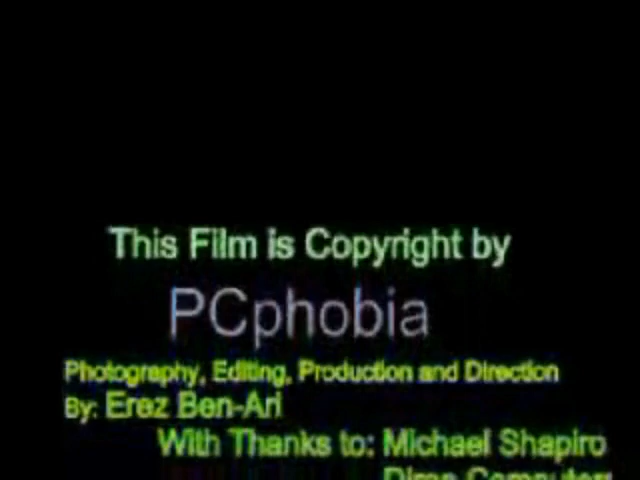 This Film is Copyright by
PCphobia
Photography, Editing, Production and Direction
By: Erez Ben-Ari
With Thanks to: Michael Shapiro